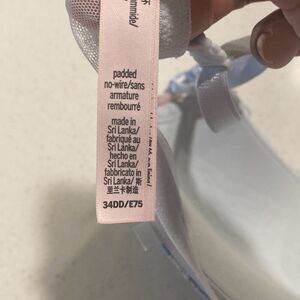 padded
no-wire/sans
armature
rembourré
made in
Sri Lanka/
fabriqué au
Sri Lanka/
hecho en
Sri Lanka/
fabbricato in
Sri Lanka/ 斯
里兰卡制造
34DD/E75